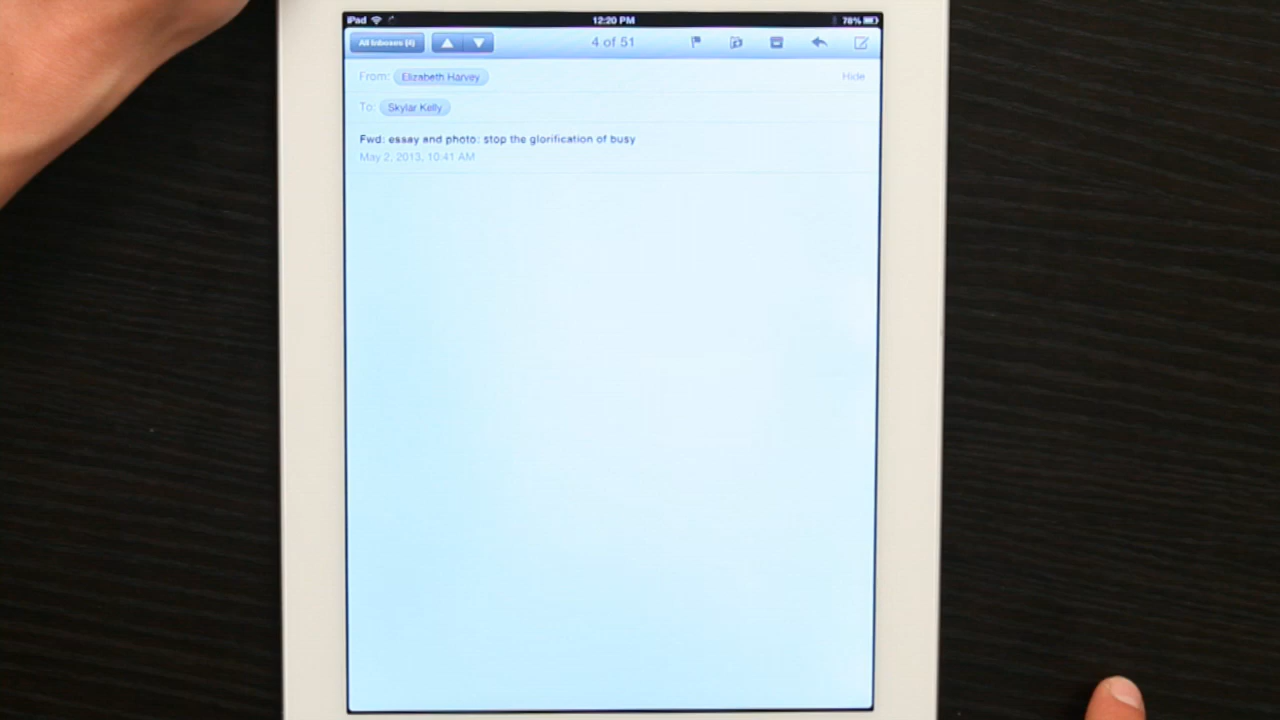 iPad 12:20 PM 78%
All Inboxes (4) 4 of 51
From: Elizabeth Harvey Hide
To: Skylar Kelly
Fwd: essay and photo: stop the glorification of busy
May 2, 2013, 10:41 AM